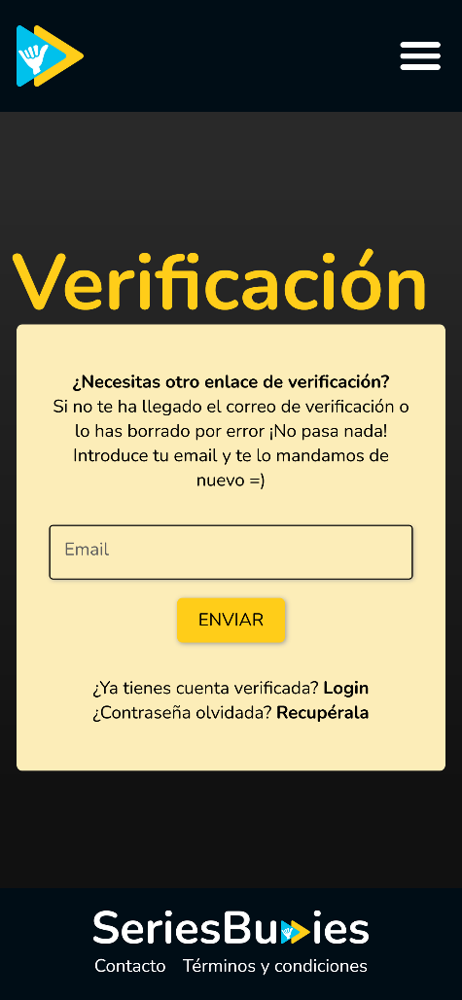 Verificación
¿Necesitas otro enlace de verificación?
Si no te ha llegado el correo de verificación o
lo has borrado por error ¡No pasa nada!
Introduce tu email y te lo mandamos de
nuevo =)
Email
ENVIAR
¿Ya tienes cuenta verificada? Login
¿Contraseña olvidada? Recupérala
SeriesBuddies
Contacto Términos y condiciones